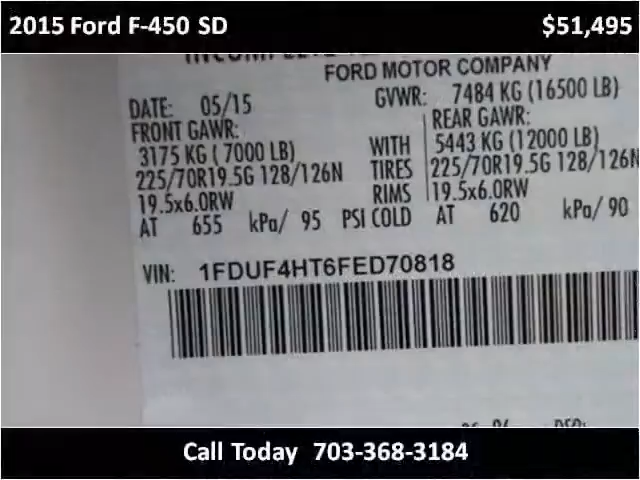 2015 Ford F-450 SD $51,495
FORD MOTOR COMPANY
DATE: 05/15 GVWR: 7484 KG (16500 LB)
FRONT GAWR: REAR GAWR:
3175 KG ( 7000 LB) WITH 5443 KG (12000 LB)
225/70R19.5G 128/126N TIRES 225/70R19.5G 128/126N
19.5x6.0RW RIMS 19.5x6.0RW
AT 655 kPa/ 95 PSI COLD AT 620 kPa/ 90
VIN: 1FDUF4HT6FED70818
Call Today 703-368-3184